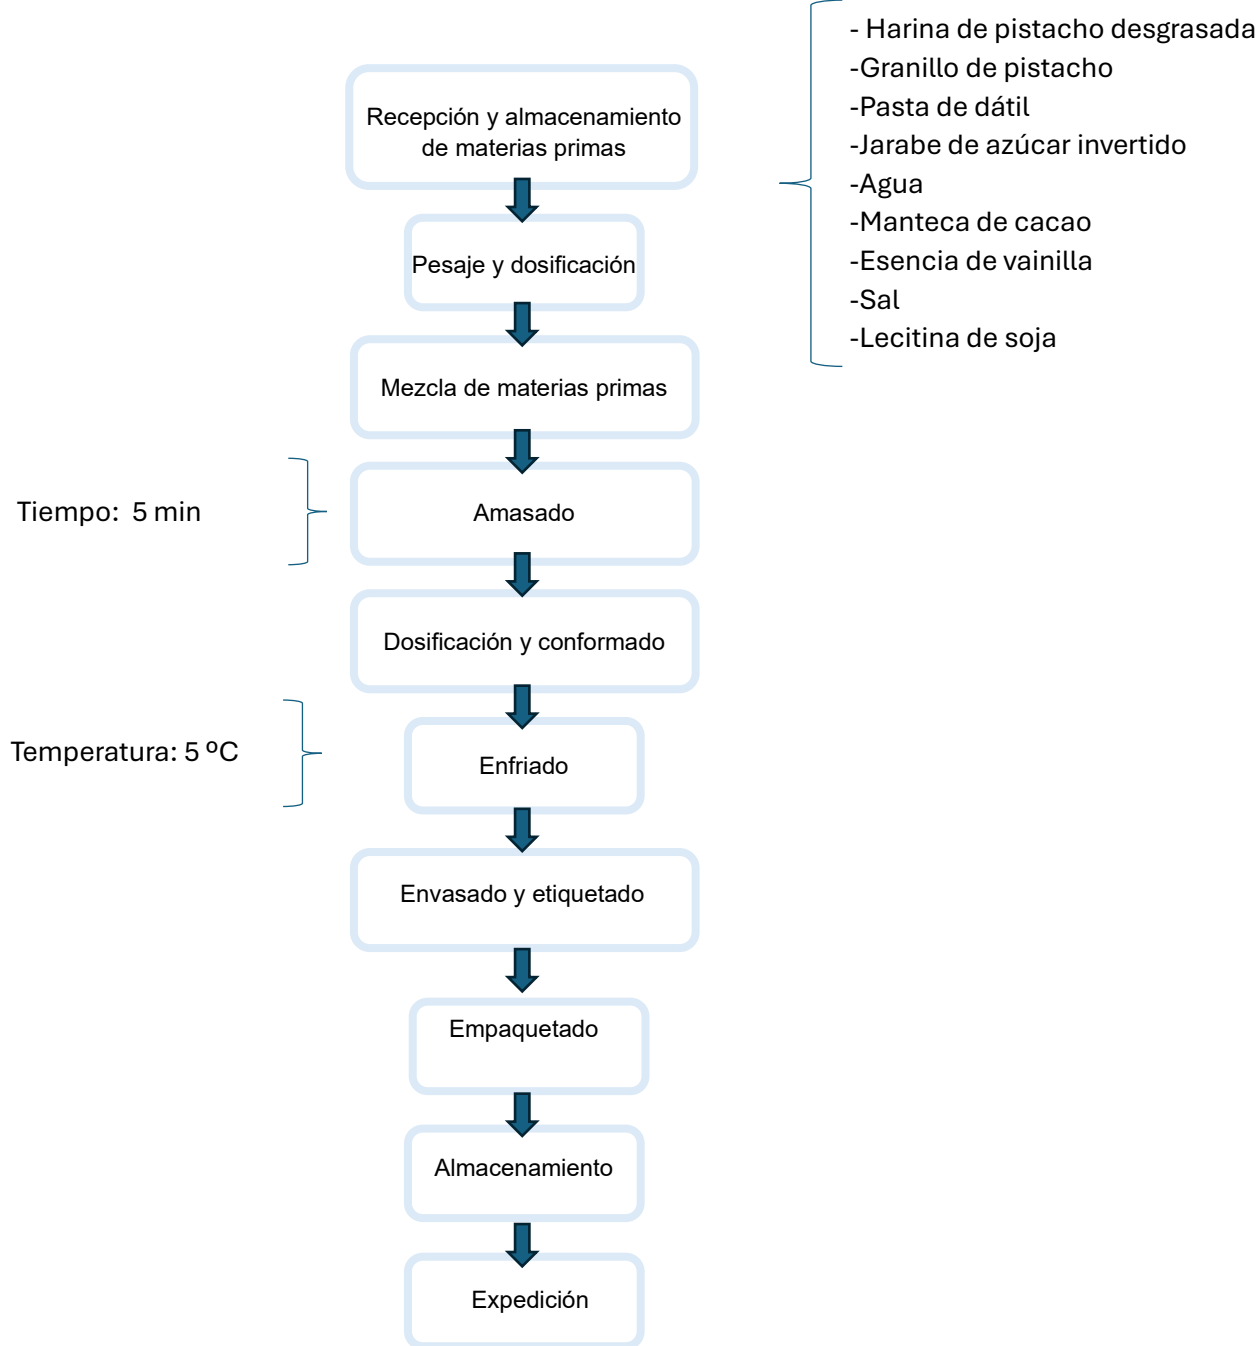 - Harina de pistacho desgrasada
-Granillo de pistacho
-Pasta de dátil
-Jarabe de azúcar invertido
-Agua
-Manteca de cacao
-Esencia de vainilla
-Sal
-Lecitina de soja
Recepción y almacenamiento
de materias primas
Pesaje y dosificación
Mezcla de materias primas
Tiempo: 5 min
Amasado
Dosificación y conformado
Temperatura: 5 ºC
Enfriado
Envasado y etiquetado
Empaquetado
Almacenamiento
Expedición